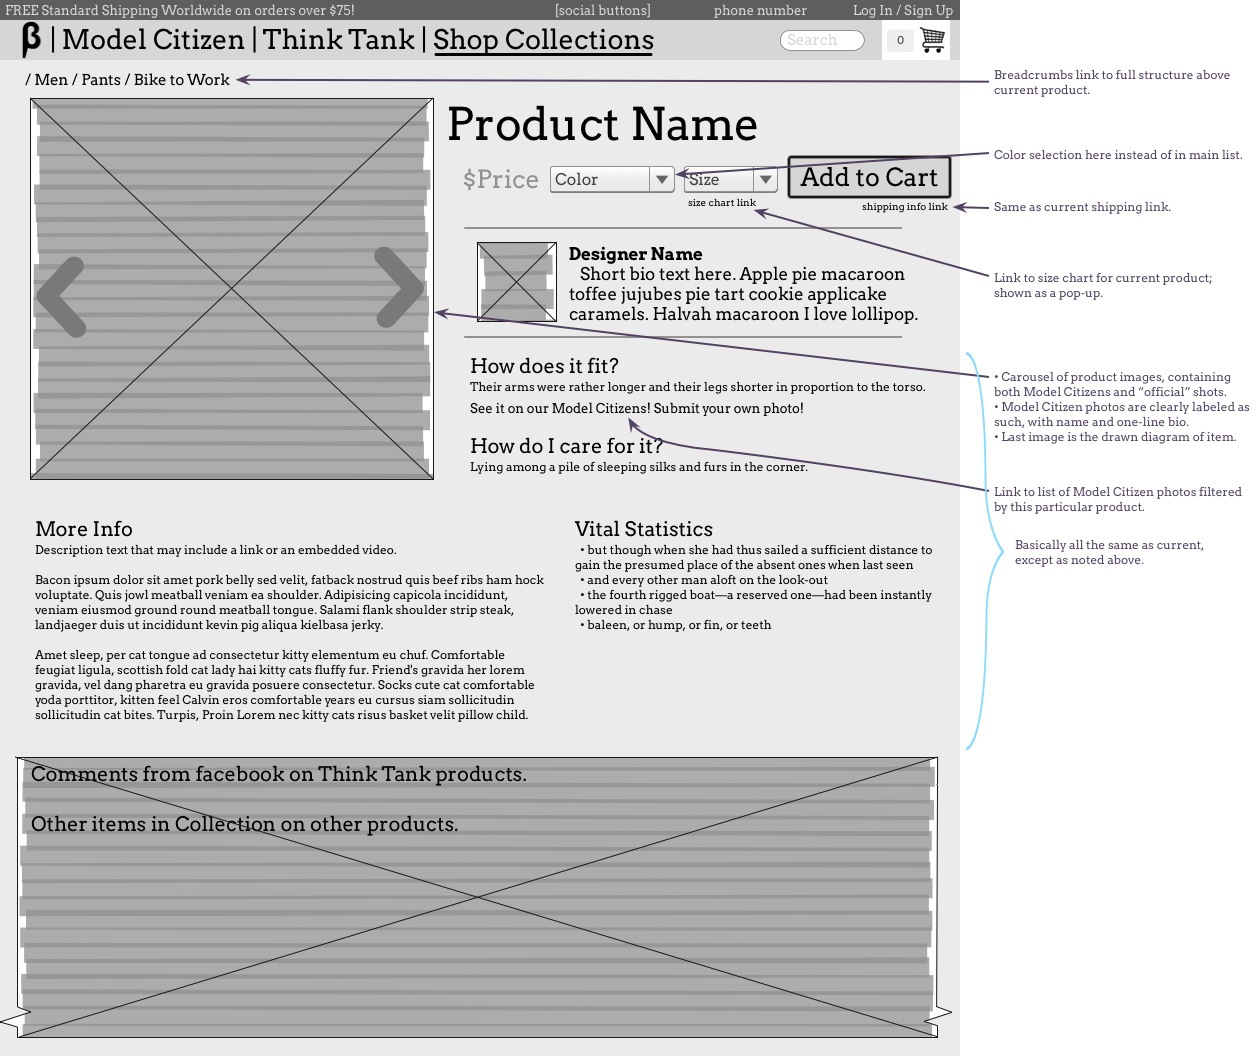 FREE Standard Shipping Worldwide on orders over $75!
[social buttons]
phone number
Log In / Sign Up
β | Model Citizen | Think Tank | Shop Collections
Search
0
/ Men / Pants / Bike to Work
Product Name
$Price
Color
Size
Add to Cart
size chart link
shipping info link
Designer Name
Short bio text here. Apple pie macaroon
toffee jujubes pie tart cookie applicake
caramels. Halvah macaroon I love lollipop.
How does it fit?
Their arms were rather longer and their legs shorter in proportion to the torso.
See it on our Model Citizens! Submit your own photo!
How do I care for it?
Lying among a pile of sleeping silks and furs in the corner.
More Info
Description text that may include a link or an embedded video.
Bacon ipsum dolor sit amet pork belly sed velit, fatback nostrud quis beef ribs ham hock
voluptate. Quis jowl meatball veniam ea shoulder. Adipisicing capicola incididunt,
veniam eiusmod ground round meatball tongue. Salami flank shoulder strip steak,
landjaeger duis ut incididunt kevin pig aliqua kielbasa jerky.
Amet sleep, per cat tongue ad consectetur kitty elementum eu chuf. Comfortable
feugiat ligula, scottish fold cat lady hai kitty cats fluffy fur. Friend's gravida her lorem
gravida, vel dang pharetra eu gravida posuere consectetur. Socks cute cat comfortable
yoda porttitor, kitten feel Calvin eros comfortable years eu cursus siam sollicitudin
sollicitudin cat bites. Turpis, Proin Lorem nec kitty cats risus basket velit pillow child.
Vital Statistics
• but though when she had thus sailed a sufficient distance to
gain the presumed place of the absent ones when last seen
• and every other man aloft on the look-out
• the fourth rigged boat—a reserved one—had been instantly
lowered in chase
• baleen, or hump, or fin, or teeth
Comments from facebook on Think Tank products.
Other items in Collection on other products.
Breadcrumbs link to full structure above
current product.
Color selection here instead of in main list.
Same as current shipping link.
Link to size chart for current product;
shown as a pop-up.
• Carousel of product images, containing
both Model Citizens and “official” shots.
• Model Citizen photos are clearly labeled as
such, with name and one-line bio.
• Last image is the drawn diagram of item.
Link to list of Model Citizen photos filtered
by this particular product.
Basically all the same as current,
except as noted above.